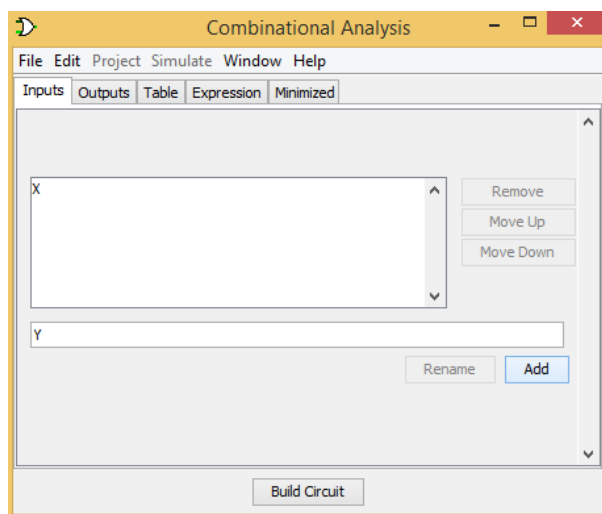 Combinational Analysis
File Edit Project Simulate Window Help
Inputs Outputs Table Expression Minimized
X
Remove
Move Up
Move Down
Y
Rename Add
Build Circuit